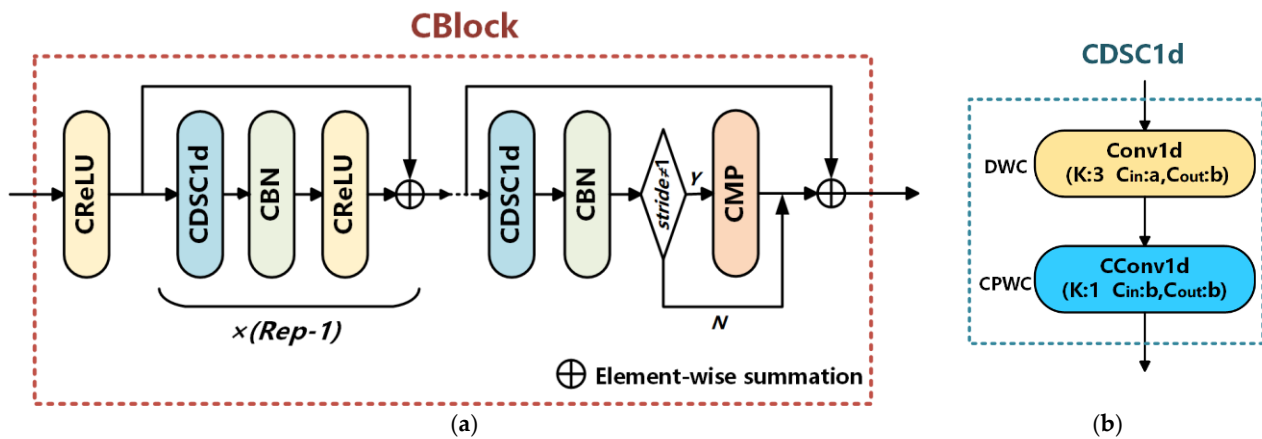 CBlock
CReLU
CDSC1d
CBN
CReLU
×(Rep-1)
CDSC1d
CBN
stride≠1
Y
N
CMP
Element-wise summation
(a)
CDSC1d
DWC
Conv1d
(K:3 Cin:a,Cout:b)
CPWC
CConv1d
(K:1 Cin:b,Cout:b)
(b)